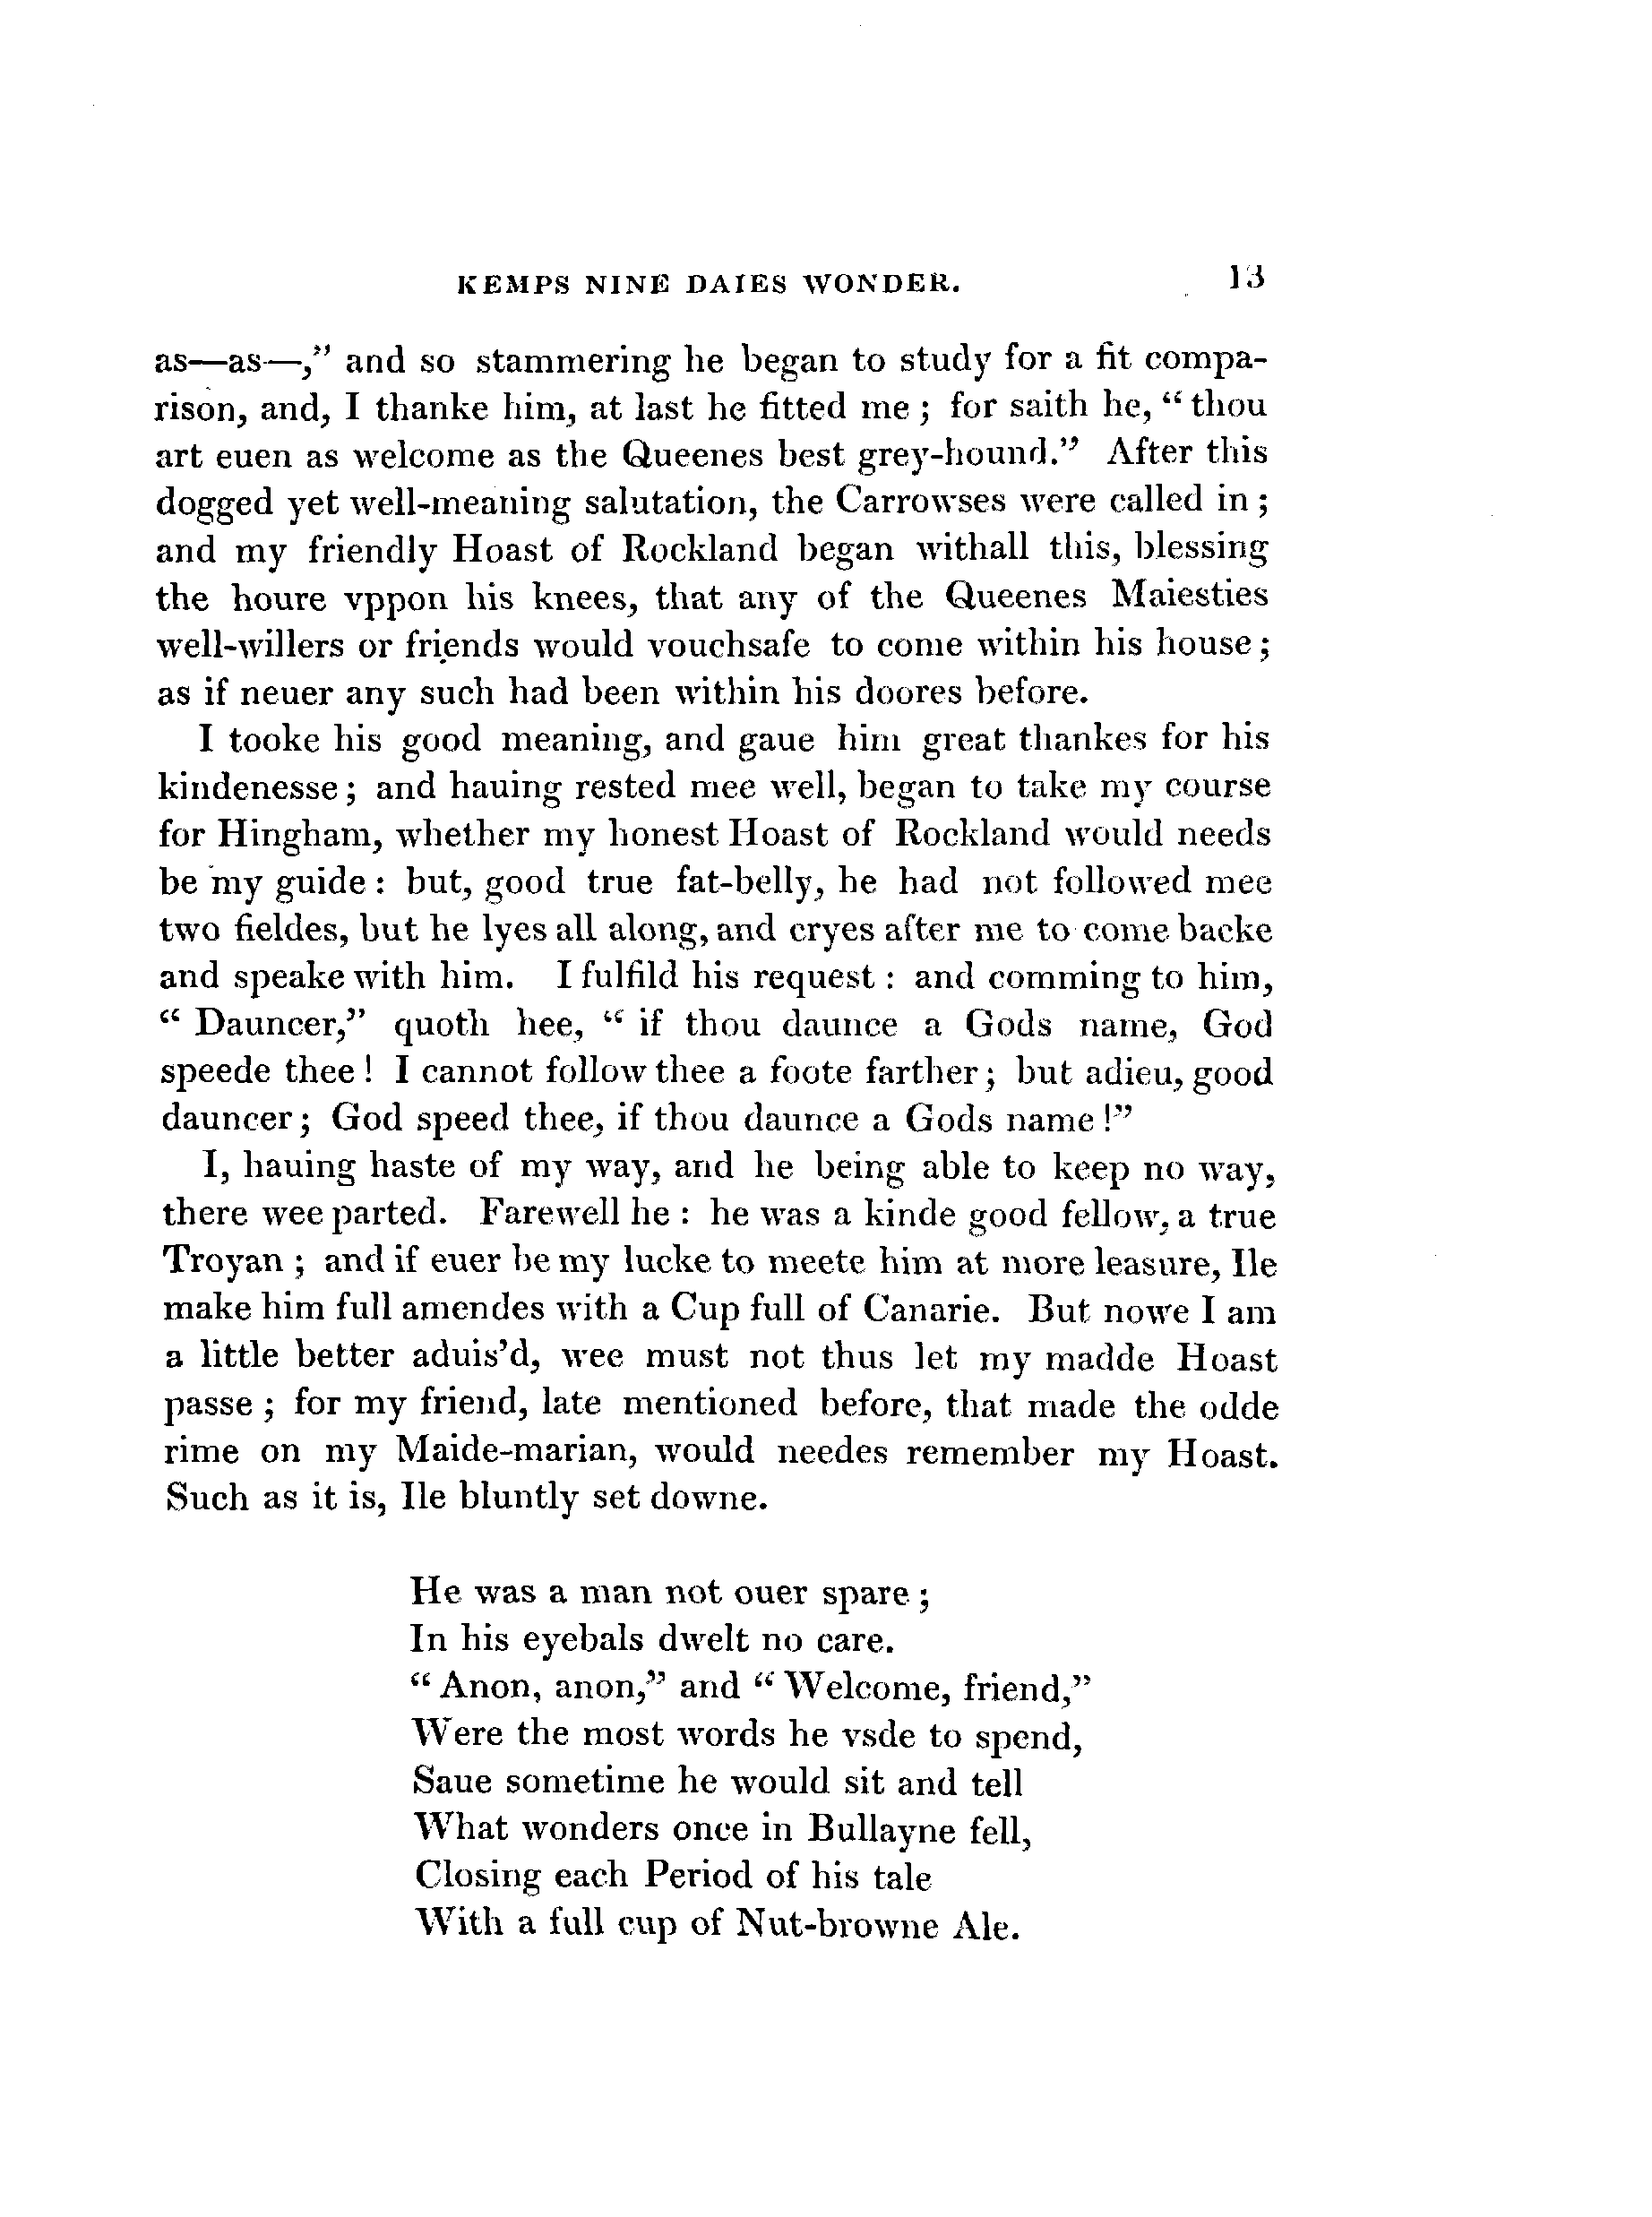 KEMPS NINE DAIES WONDER. 13
as—as—,” and so stammering he began to study for a fit compa-
rison, and, I thanke him, at last he fitted me ; for saith he, “ thou
art euen as welcome as the Queenes best grey-hound.” After this
dogged yet well-meaning salutation, the Carrowses were called in ;
and my friendly Hoast of Rockland began withall this, blessing
the houre vppon his knees, that any of the Queenes Maiesties
well-willers or friends would vouchsafe to come within his house ;
as if neuer any such had been within his doores before.
I tooke his good meaning, and gaue him great thankes for his
kindenesse ; and hauing rested mee well, began to take my course
for Hingham, whether my honest Hoast of Rockland would needs
be my guide : but, good true fat-belly, he had not followed mee
two fieldes, but he lyes all along, and cryes after me to come backe
and speake with him. I fulfild his request : and comming to him,
“ Dauncer,” quoth hee, “ if thou daunce a Gods name, God
speede thee ! I cannot follow thee a foote farther ; but adieu, good
dauncer ; God speed thee, if thou daunce a Gods name !”
I, hauing haste of my way, and he being able to keep no way,
there wee parted. Farewell he : he was a kinde good fellow, a true
Troyan ; and if euer be my lucke to meete him at more leasure, Ile
make him full amendes with a Cup full of Canarie. But nowe I am
a little better aduis’d, wee must not thus let my madde Hoast
passe ; for my friend, late mentioned before, that made the odde
rime on my Maide-marian, would needes remember my Hoast.
Such as it is, Ile bluntly set downe.
He was a man not ouer spare ;
In his eyebals dwelt no care.
“ Anon, anon,” and “ Welcome, friend,”
Were the most words he vsde to spend,
Saue sometime he would sit and tell
What wonders once in Bullayne fell,
Closing each Period of his tale
With a full cup of Nut-browne Ale.